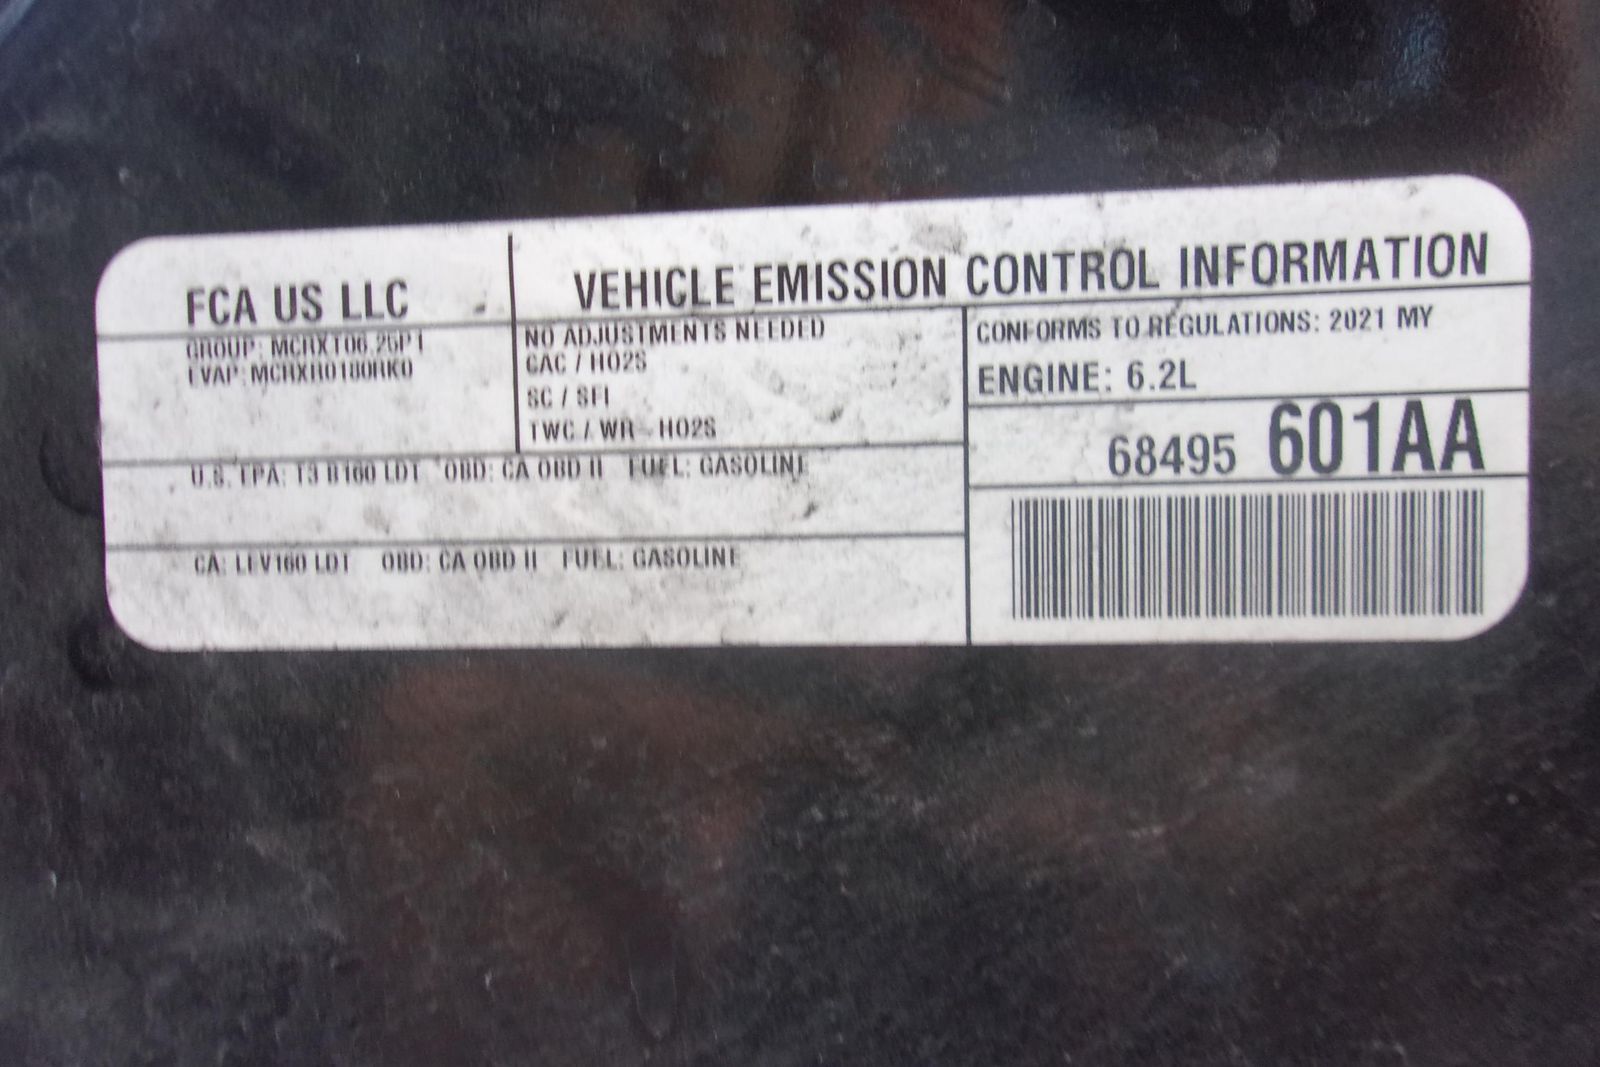 FCA US LLC
VEHICLE EMISSION CONTROL INFORMATION
GROUP: MCRXT06.25P1
EVAP: MCRXR0180RK0
NO ADJUSTMENTS NEEDED
CAC / HO2S
SC / SFI
TWC / WR - HO2S
CONFORMS TO REGULATIONS: 2021 MY
ENGINE: 6.2L
68495 601AA
U.S. EPA: T3 B160 LDT OBD: CA OBD II FUEL: GASOLINE
CA: LEV160 LDT OBD: CA OBD II FUEL: GASOLINE